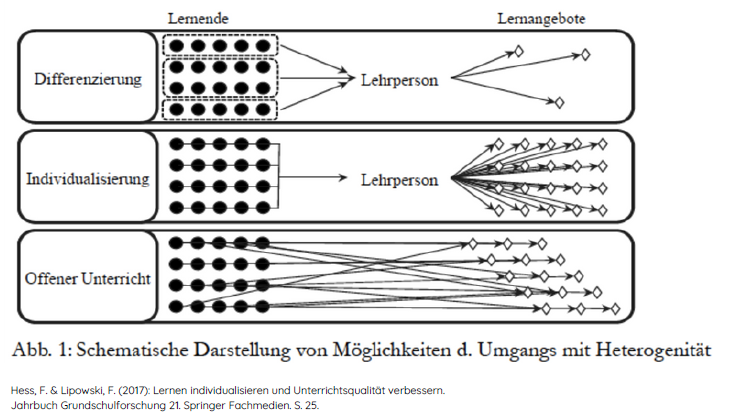 Lernende Lernangebote
Differenzierung Lehrperson
Individualisierung Lehrperson
Offener Unterricht
Abb. 1: Schematische Darstellung von Möglichkeiten d. Umgangs mit Heterogenität
Hess, F. & Lipowski, F. (2017): Lernen individualisieren und Unterrichtsqualität verbessern.
Jahrbuch Grundschulforschung 21. Springer Fachmedien. S. 25.